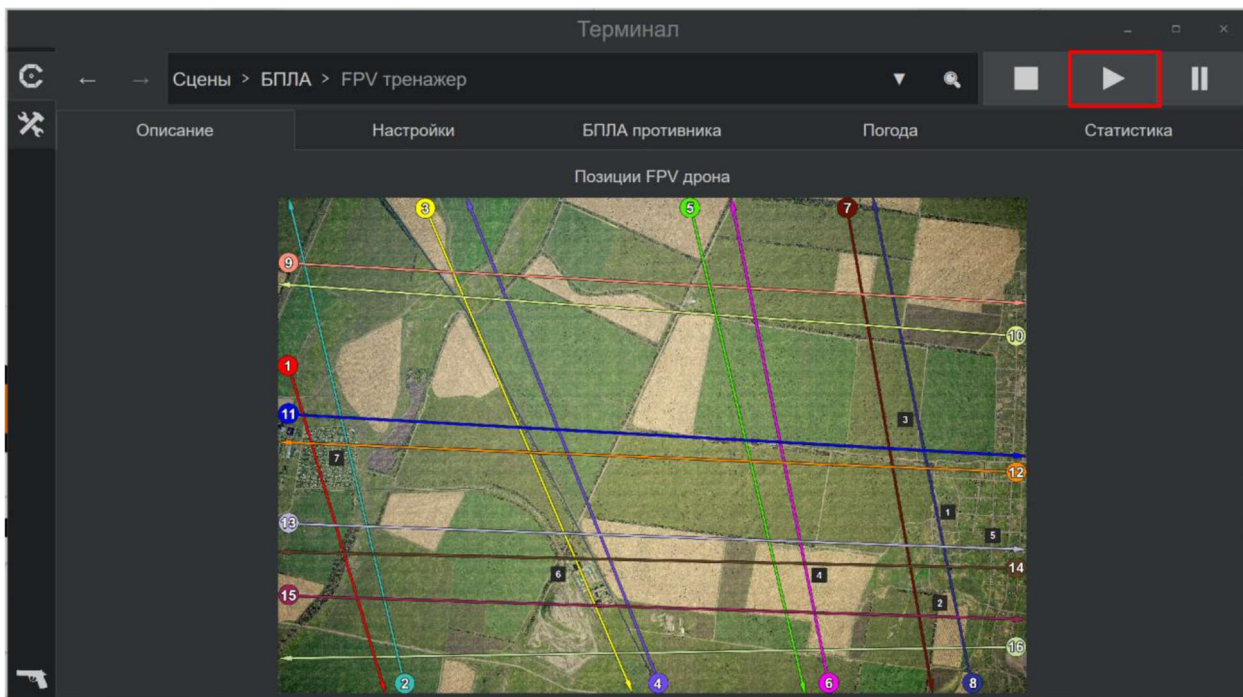 Терминал
Сцены > БПЛА > FPV тренажер
Описание Настройки БПЛА противника Погода Статистика
Позиции FPV дрона
3 5 7
9
10
1
11
3
7
12
1
13
5
6 4 14
15
2
16
2 4 6 8